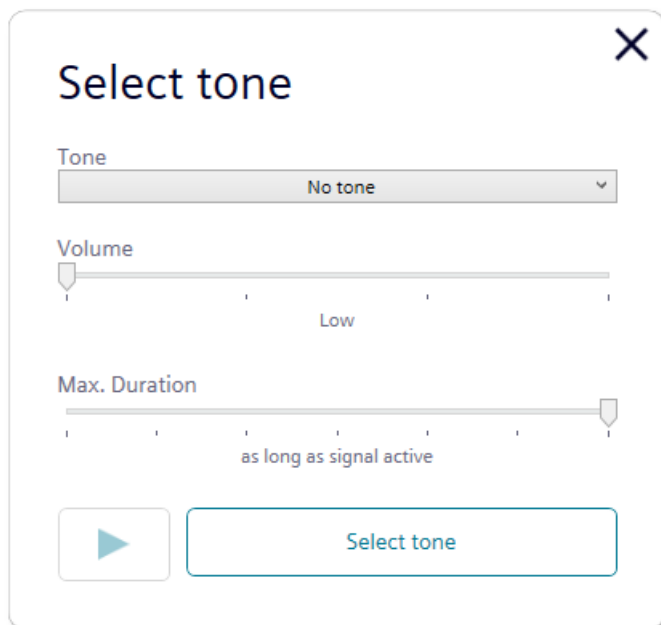 Select tone
Tone
No tone
Volume
Low
Max. Duration
as long as signal active
Select tone